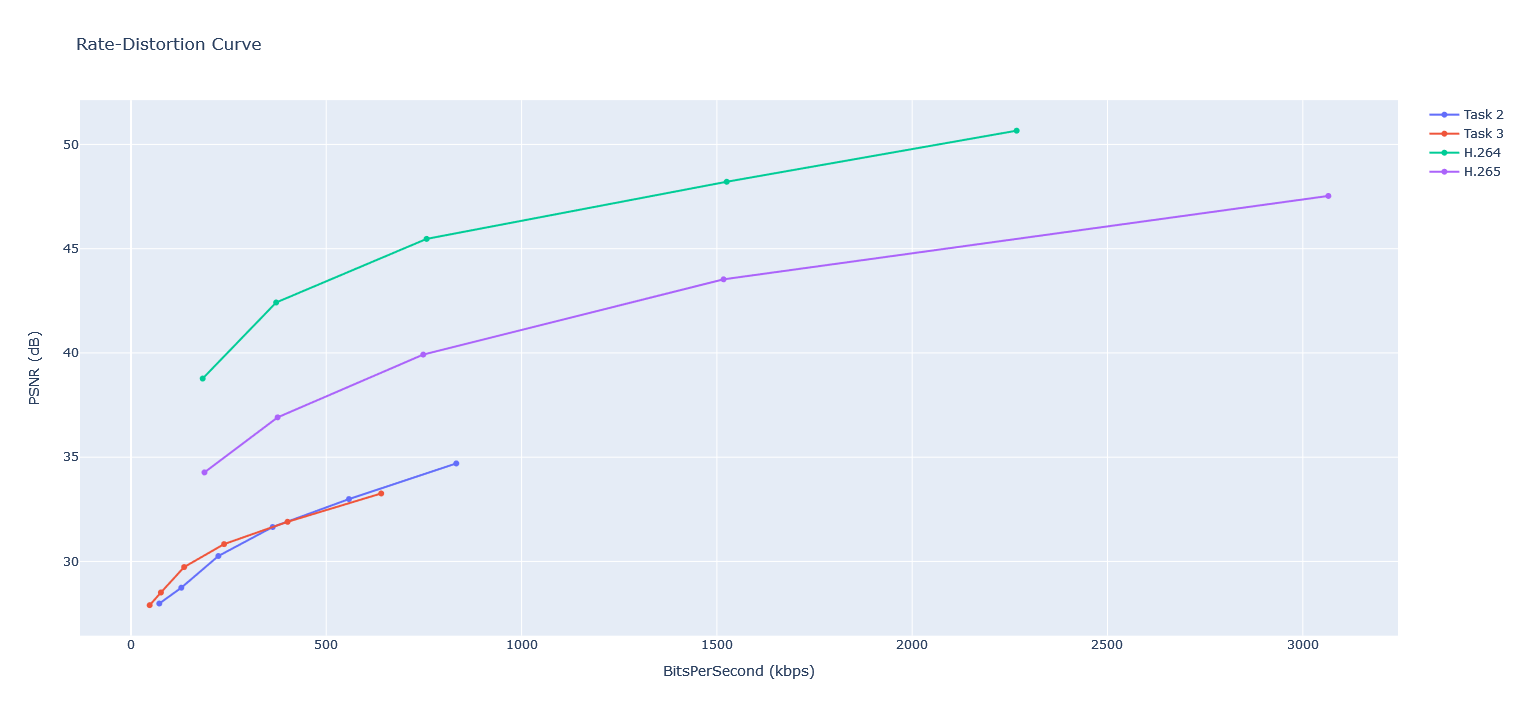 Rate-Distortion Curve
Task 2
Task 3
H.264
H.265
50
45
40
35
30
PSNR (dB)
0 500 1000 1500 2000 2500 3000
BitsPerSecond (kbps)